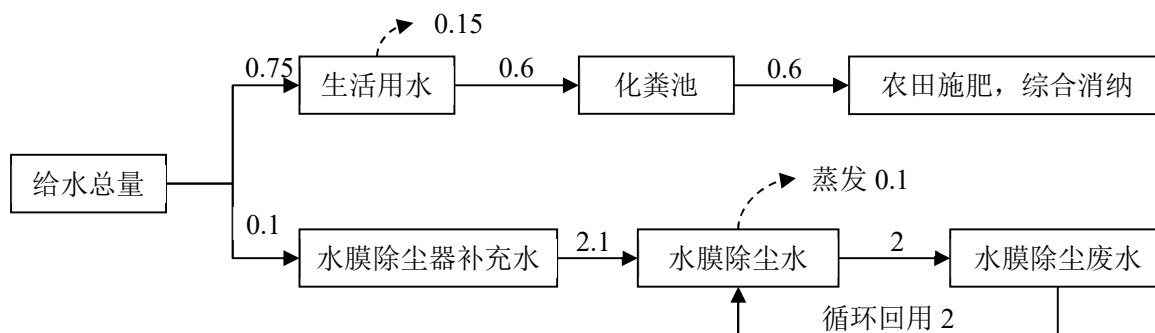 0.15
0.75
生活用水
0.6
化粪池
0.6
农田施肥，综合消纳
给水总量
蒸发 0.1
0.1
水膜除尘器补充水
2.1
水膜除尘水
2
水膜除尘废水
循环回用 2